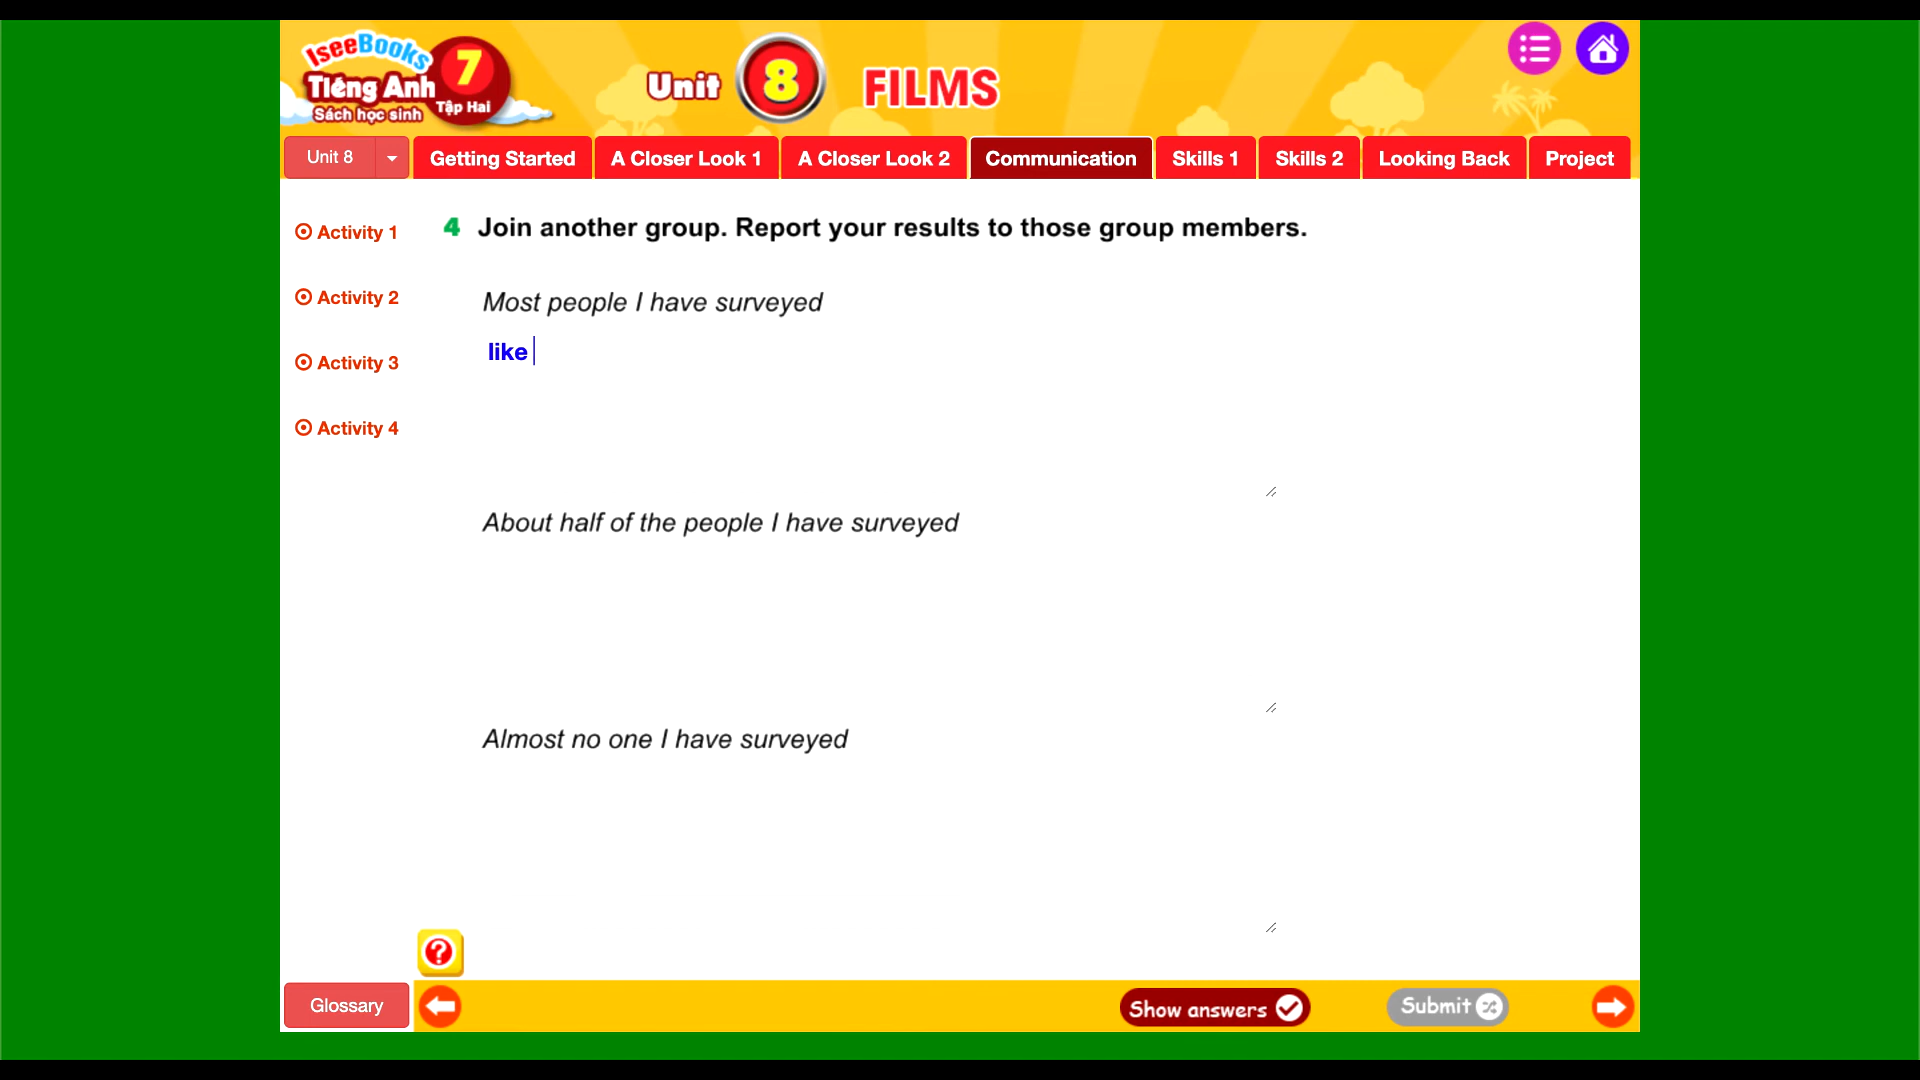 IseeBooks
Tiếng Anh 7
Tập Hai
Sách học sinh
Unit 8 FILMS
Unit 8 Getting Started A Closer Look 1 A Closer Look 2 Communication Skills 1 Skills 2 Looking Back Project
Activity 1
Activity 2
Activity 3
Activity 4
4 Join another group. Report your results to those group members.
Most people I have surveyed
like
About half of the people I have surveyed
Almost no one I have surveyed
?
Glossary Show answers Submit